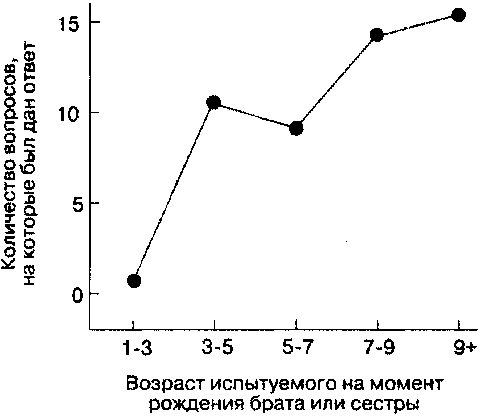 Количество вопросов,
на которые был дан ответ
15
10
5
0
1-3 3-5 5-7 7-9 9+
Возраст испытуемого на момент
рождения брата или сестры